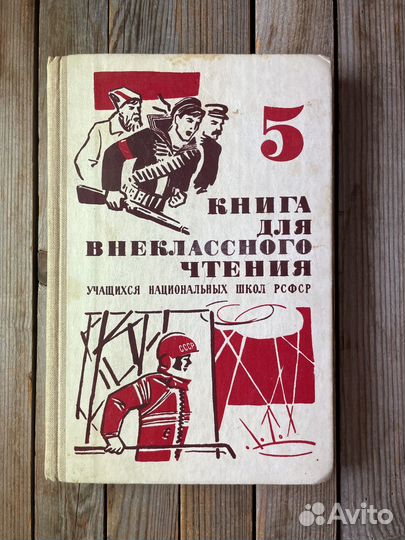 5
КНИГА
ДЛЯ
ВНЕКЛАССНОГО
ЧТЕНИЯ
УЧАЩИХСЯ НАЦИОНАЛЬНЫХ ШКОЛ РСФСР
СССР
Avito